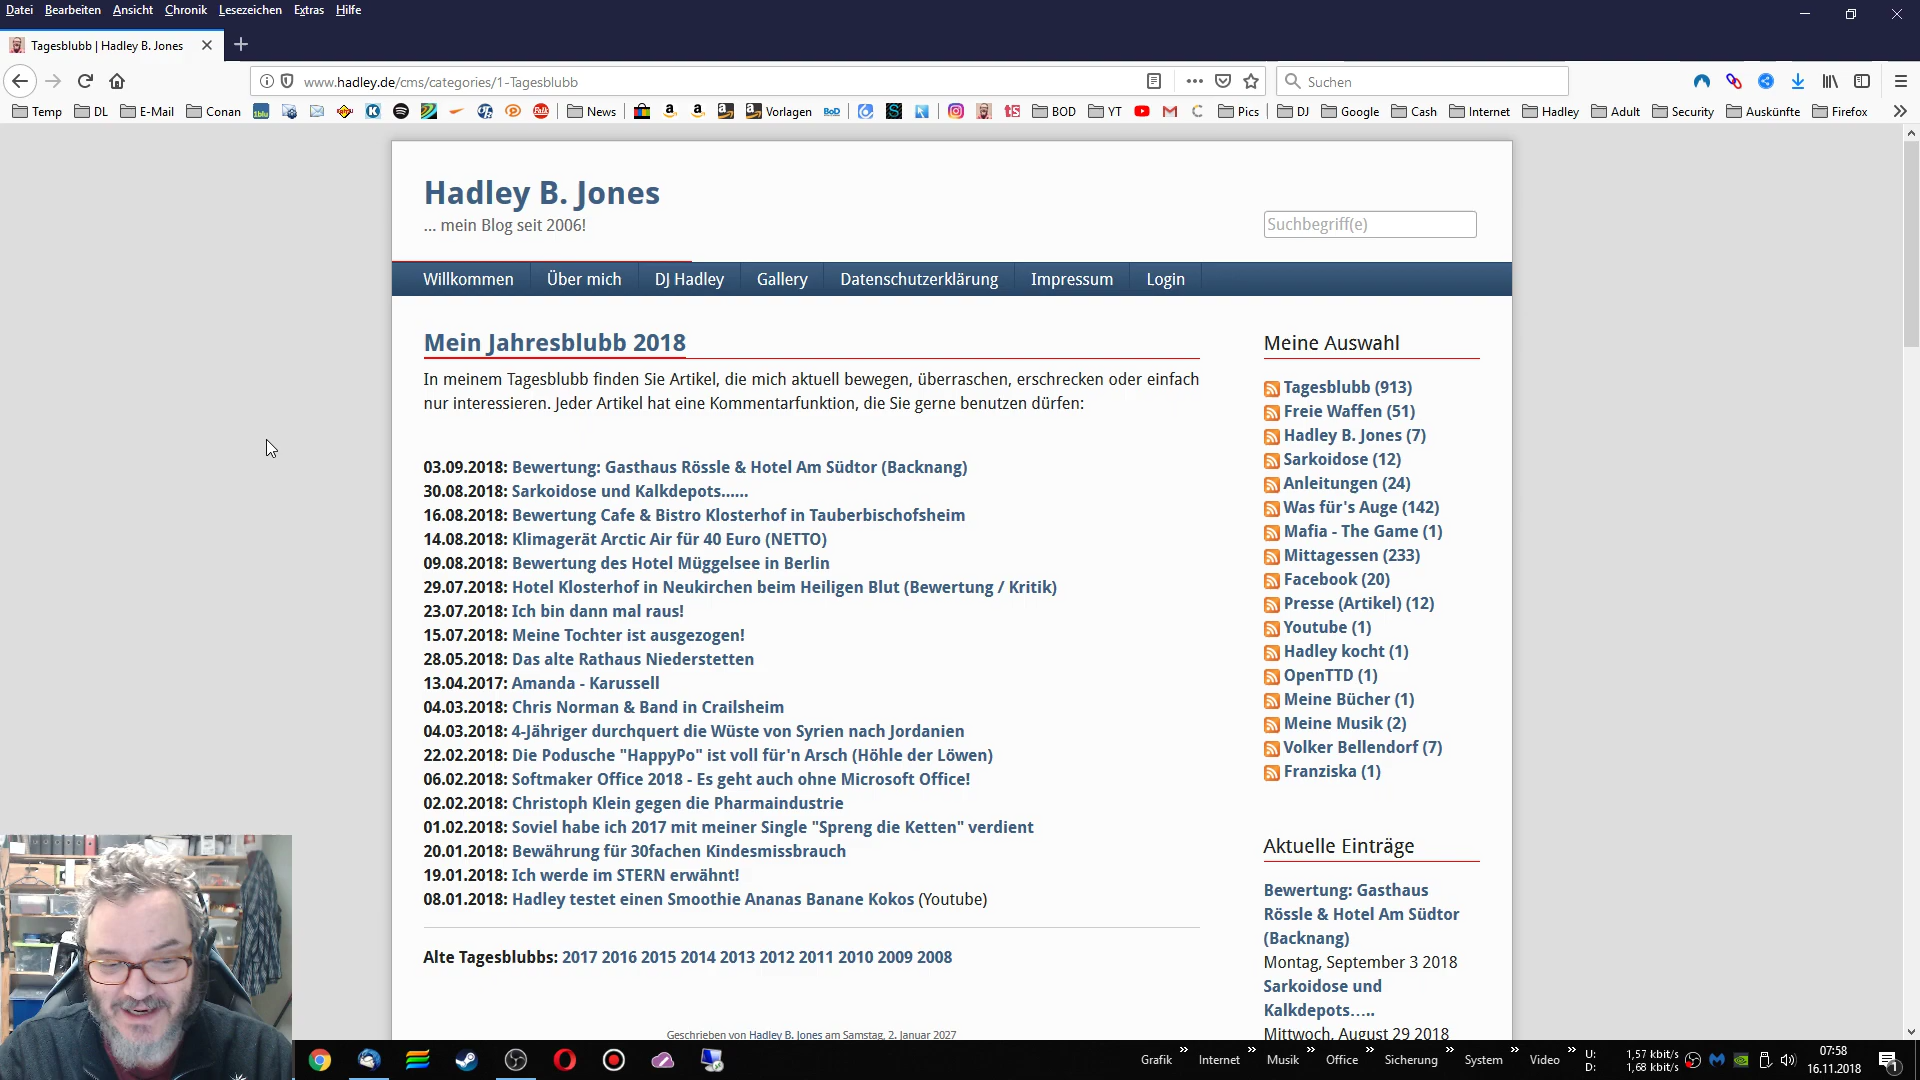 Datei Bearbeiten Ansicht Chronik Lesezeichen Extras Hilfe
Tagesblubb | Hadley B. Jones
www.hadley.de/cms/categories/1-Tagesblubb
Suchen
Temp DL E-Mail Conan 1blu News Vorlagen BoD BOD YT Pics DJ Google Cash Internet Hadley Adult Security Auskünfte Firefox
Hadley B. Jones
... mein Blog seit 2006!
Suchbegriff(e)
Willkommen Über mich DJ Hadley Gallery Datenschutzerklärung Impressum Login
Mein Jahresblubb 2018
In meinem Tagesblubb finden Sie Artikel, die mich aktuell bewegen, überraschen, erschrecken oder einfach
nur interessieren. Jeder Artikel hat eine Kommentarfunktion, die Sie gerne benutzen dürfen:
03.09.2018: Bewertung: Gasthaus Rössle & Hotel Am Südtor (Backnang)
30.08.2018: Sarkoidose und Kalkdepots......
16.08.2018: Bewertung Cafe & Bistro Klosterhof in Tauberbischofsheim
14.08.2018: Klimagerät Arctic Air für 40 Euro (NETTO)
09.08.2018: Bewertung des Hotel Müggelsee in Berlin
29.07.2018: Hotel Klosterhof in Neukirchen beim Heiligen Blut (Bewertung / Kritik)
23.07.2018: Ich bin dann mal raus!
15.07.2018: Meine Tochter ist ausgezogen!
28.05.2018: Das alte Rathaus Niederstetten
13.04.2017: Amanda - Karussell
04.03.2018: Chris Norman & Band in Crailsheim
04.03.2018: 4-Jähriger durchquert die Wüste von Syrien nach Jordanien
22.02.2018: Die Podusche "HappyPo" ist voll für'n Arsch (Höhle der Löwen)
06.02.2018: Softmaker Office 2018 - Es geht auch ohne Microsoft Office!
02.02.2018: Christoph Klein gegen die Pharmaindustrie
01.02.2018: Soviel habe ich 2017 mit meiner Single "Spreng die Ketten" verdient
20.01.2018: Bewährung für 30fachen Kindesmissbrauch
19.01.2018: Ich werde im STERN erwähnt!
08.01.2018: Hadley testet einen Smoothie Ananas Banane Kokos (Youtube)
Alte Tagesblubbs: 2017 2016 2015 2014 2013 2012 2011 2010 2009 2008
Geschrieben von Hadley B. Jones am Samstag, 2. Januar 2027
Meine Auswahl
Tagesblubb (913)
Freie Waffen (51)
Hadley B. Jones (7)
Sarkoidose (12)
Anleitungen (24)
Was für's Auge (142)
Mafia - The Game (1)
Mittagessen (233)
Facebook (20)
Presse (Artikel) (12)
Youtube (1)
Hadley kocht (1)
OpenTTD (1)
Meine Bücher (1)
Meine Musik (2)
Volker Bellendorf (7)
Franziska (1)
Aktuelle Einträge
Bewertung: Gasthaus
Rössle & Hotel Am Südtor
(Backnang)
Montag, September 3 2018
Sarkoidose und
Kalkdepots.....
Mittwoch, August 29 2018
Grafik Internet Musik Office Sicherung System Video
U: 1,57 kbit/s
D: 1,68 kbit/s
07:58
16.11.2018